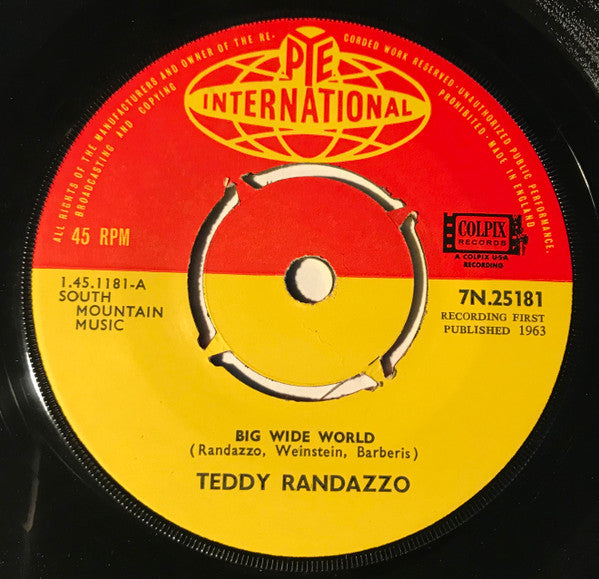 ALL RIGHTS OF THE MANUFACTURERS AND OWNER OF THE RE-
CORDED WORK RESERVED·UNAUTHORIZED PUBLIC PERFORMANCE.
BROADCASTING AND COPYING
PROHIBITED·MADE IN ENGLAND
PYE
INTERNATIONAL
45 RPM
COLPIX
RECORDS
A COLPIX USA
RECORDING
1.45.1181-A
SOUTH
MOUNTAIN
MUSIC
7N.25181
RECORDING FIRST
PUBLISHED 1963
BIG WIDE WORLD
(Randazzo, Weinstein, Barberis)
TEDDY RANDAZZO